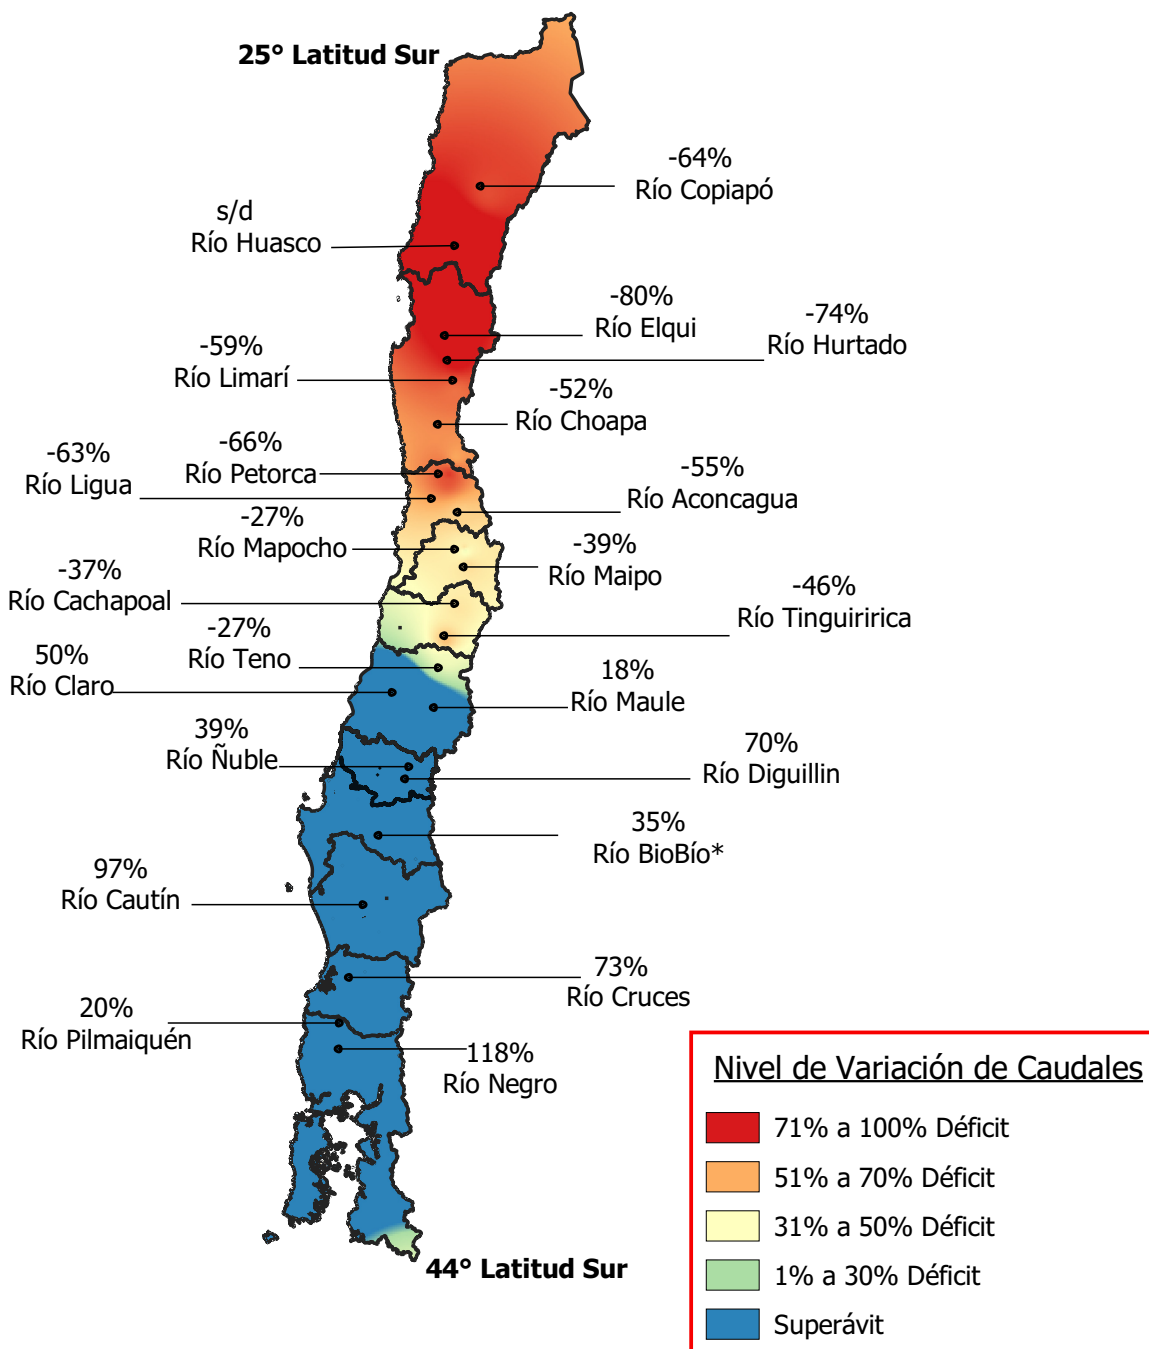 25° Latitud Sur
-64%
Río Copiapó
s/d
Río Huasco
-80%
Río Elqui
-74%
Río Hurtado
-59%
Río Limarí
-52%
Río Choapa
-66%
Río Petorca
-63%
Río Ligua
-55%
Río Aconcagua
-27%
Río Mapocho
-39%
Río Maipo
-37%
Río Cachapoal
-46%
Río Tinguiririca
-27%
Río Teno
50%
Río Claro
18%
Río Maule
39%
Río Ñuble
70%
Río Diguillin
35%
Río BioBío*
97%
Río Cautín
73%
Río Cruces
20%
Río Pilmaiquén
118%
Río Negro
44° Latitud Sur
Nivel de Variación de Caudales
71% a 100% Déficit
51% a 70% Déficit
31% a 50% Déficit
1% a 30% Déficit
Superávit